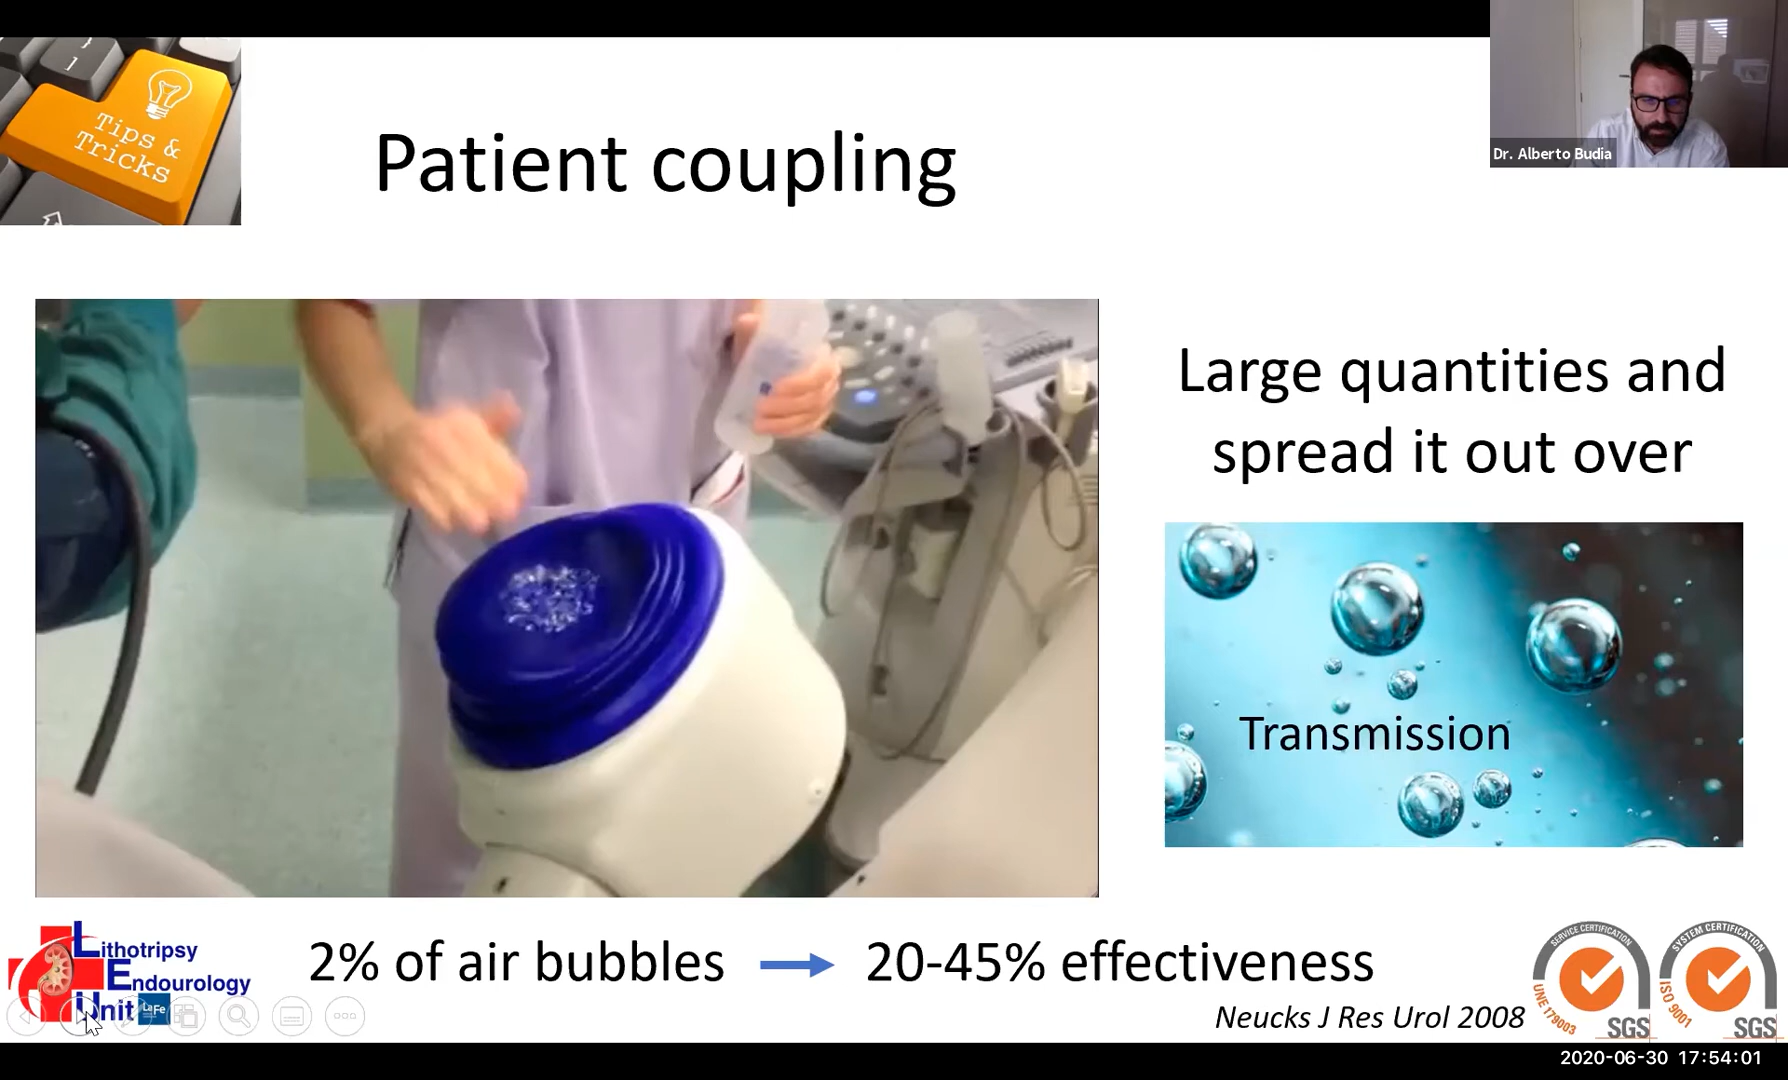 Tips &
Tricks
Patient coupling
Dr. Alberto Budia
Large quantities and
spread it out over
Transmission
Lithotripsy
Endourology
Unit
LaFe
2% of air bubbles
20-45% effectiveness
Neucks J Res Urol 2008
SERVICE CERTIFICATION
UNE 179003
SGS
SYSTEM CERTIFICATION
ISO 9001
SGS
2020-06-30 17:54:01